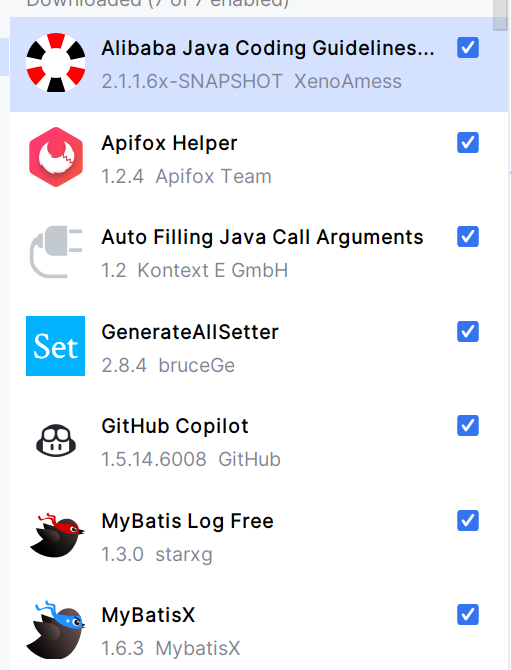 Downloaded (7 of 7 enabled)
Alibaba Java Coding Guidelines...
2.1.1.6x-SNAPSHOT XenoAmess
Apifox Helper
1.2.4 Apifox Team
Auto Filling Java Call Arguments
1.2 Kontext E GmbH
Set
GenerateAllSetter
2.8.4 bruceGe
GitHub Copilot
1.5.14.6008 GitHub
MyBatis Log Free
1.3.0 starxg
MyBatisX
1.6.3 MybatisX